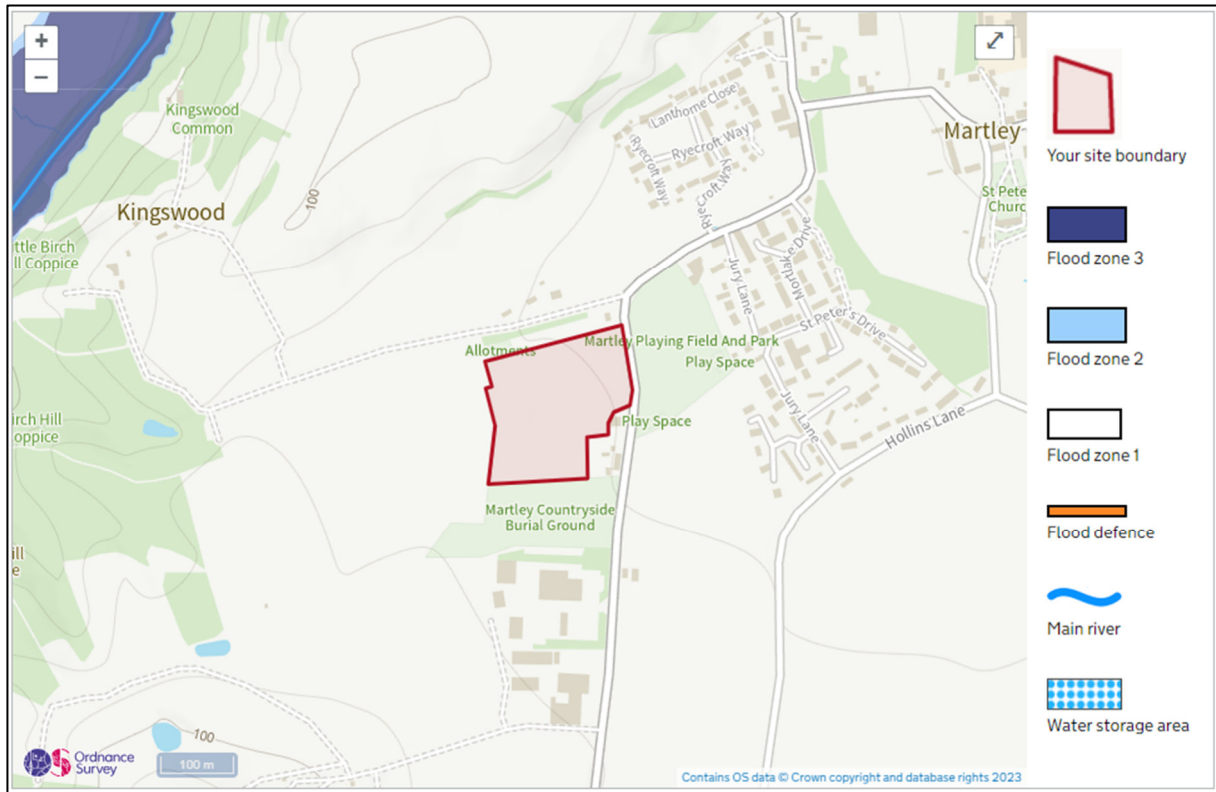 +
−
Kingswood
Common
Kingswood
ttle Birch
ll Coppice
100
Lanthorne Close
Ryecroft Way
Ryecroft Way
Ryecroft Way
Martley
St Pete
Churc
Jury Lane
Mortlake Drive
St Peter's Drive
Allotments
Martley Playing Field And Park
Play Space
Play Space
Jury Lane
Hollins Lane
irch Hill
oppice
Martley Countryside
Burial Ground
ill
e
100
Ordnance
Survey
100 m
Contains OS data © Crown copyright and database rights 2023
Your site boundary
Flood zone 3
Flood zone 2
Flood zone 1
Flood defence
Main river
Water storage area